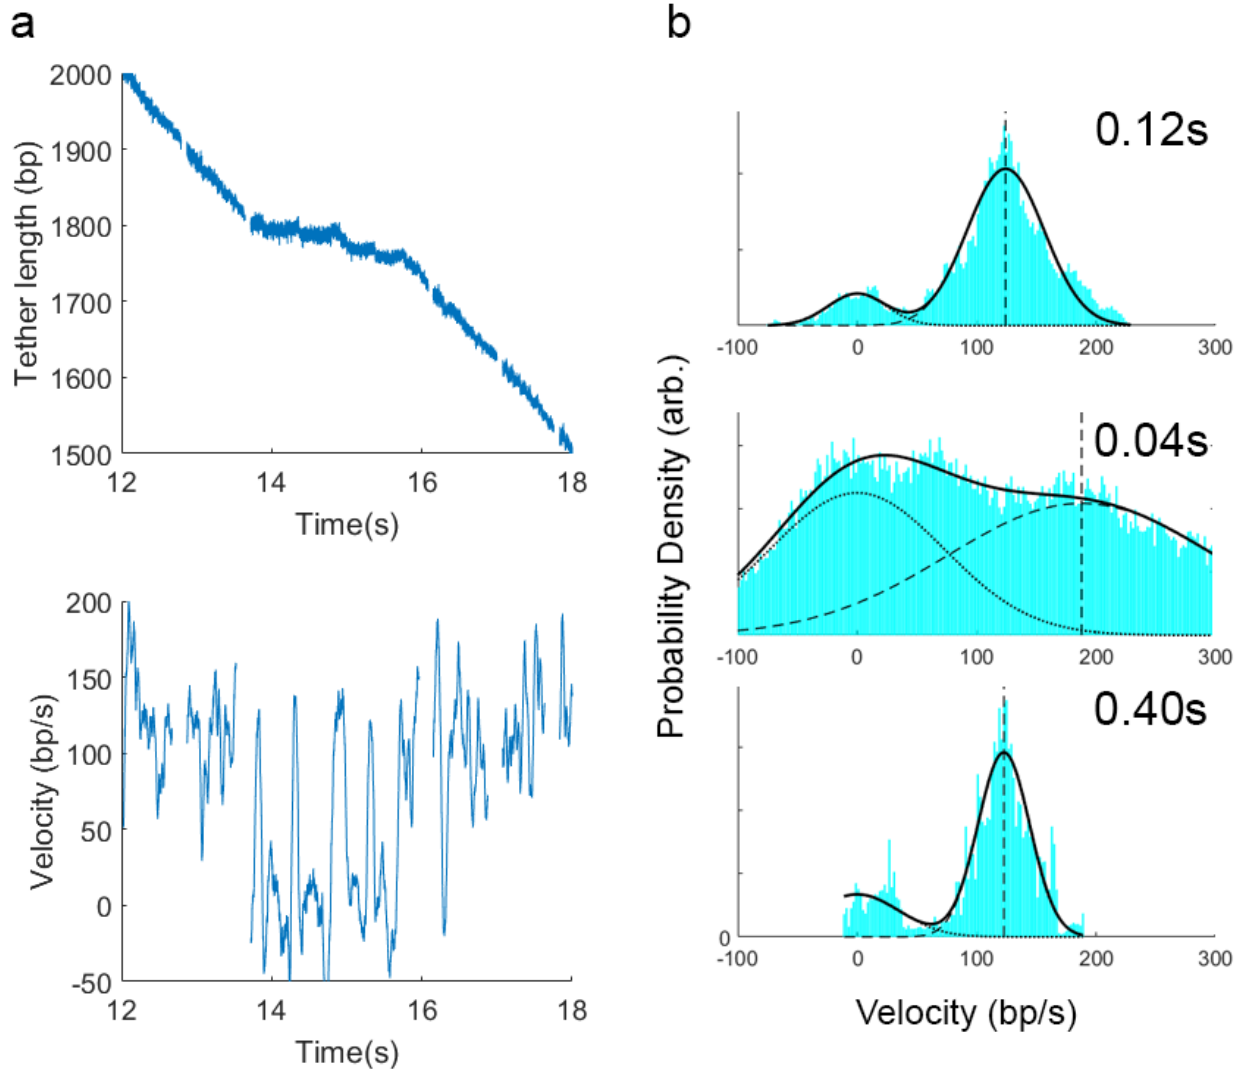 a
2000
1900
1800
1700
1600
1500
Tether length (bp)
12 14 16 18
Time(s)
200
150
100
50
0
-50
Velocity (bp/s)
12 14 16 18
Time(s)
b
0.12s
-100 0 100 200 300
0.04s
-100 0 100 200 300
0.40s
0
-100 0 100 200 300
Probability Density (arb.)
Velocity (bp/s)